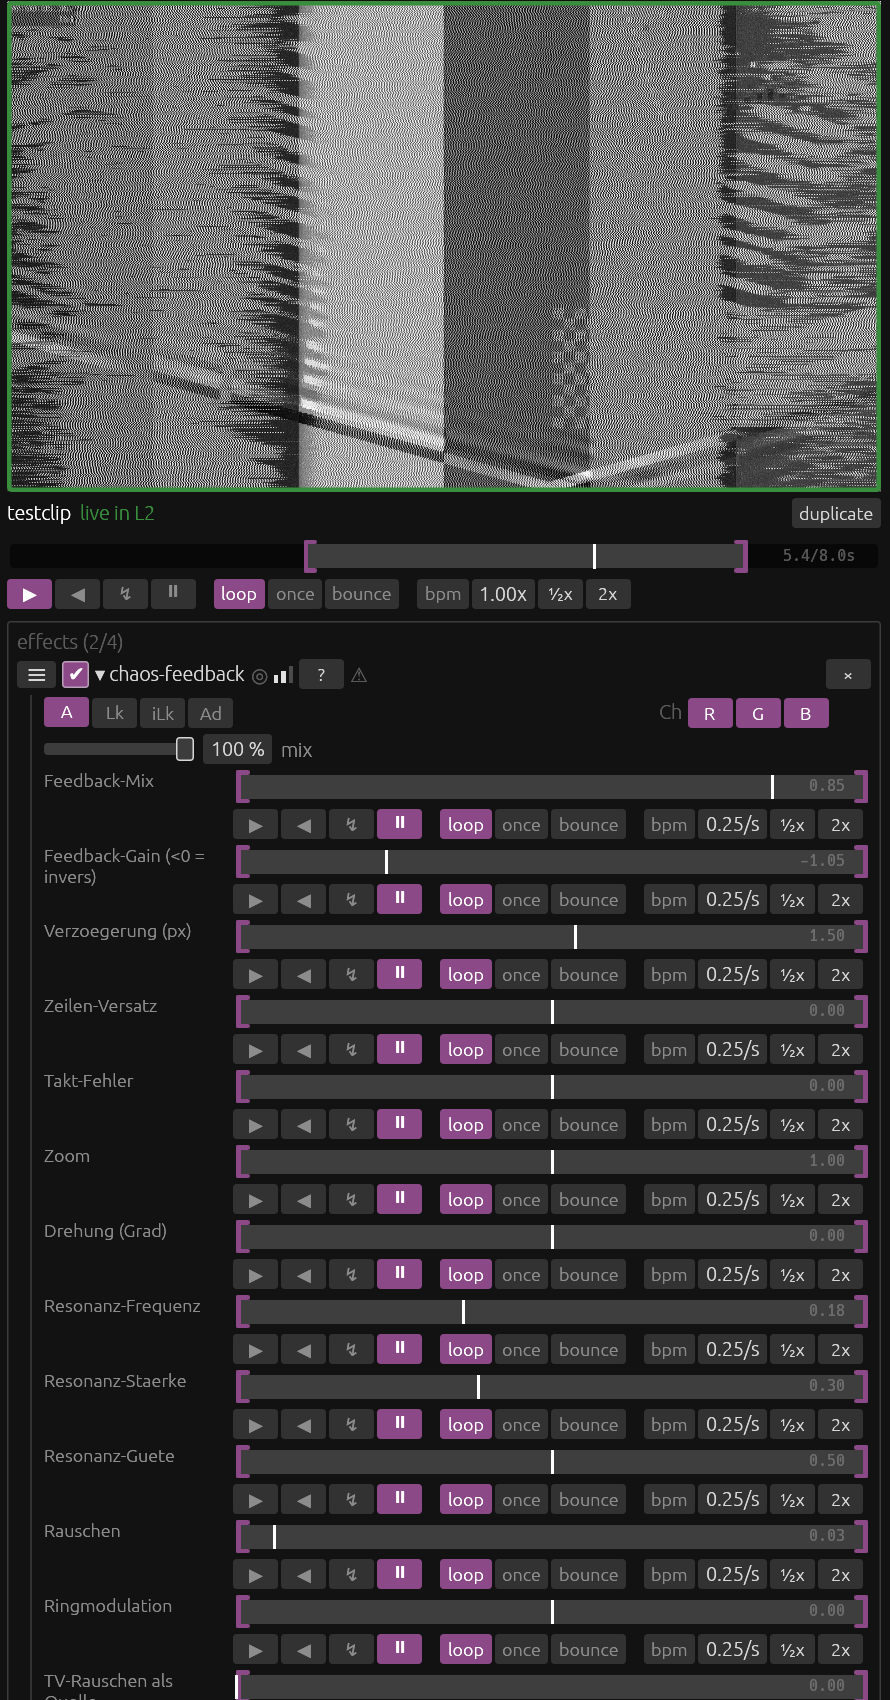 testclip live in L2 duplicate
5.4/8.0s
loop once bounce bpm 1.00x ½x 2x
effects (2/4)
chaos-feedback ? ×
A Lk iLk Ad Ch R G B
100 % mix
Feedback-Mix 0.85
loop once bounce bpm 0.25/s ½x 2x
Feedback-Gain (<0 = -1.05
invers)
loop once bounce bpm 0.25/s ½x 2x
Verzoegerung (px) 1.50
loop once bounce bpm 0.25/s ½x 2x
Zeilen-Versatz 0.00
loop once bounce bpm 0.25/s ½x 2x
Takt-Fehler 0.00
loop once bounce bpm 0.25/s ½x 2x
Zoom 1.00
loop once bounce bpm 0.25/s ½x 2x
Drehung (Grad) 0.00
loop once bounce bpm 0.25/s ½x 2x
Resonanz-Frequenz 0.18
loop once bounce bpm 0.25/s ½x 2x
Resonanz-Staerke 0.30
loop once bounce bpm 0.25/s ½x 2x
Resonanz-Guete 0.50
loop once bounce bpm 0.25/s ½x 2x
Rauschen 0.03
loop once bounce bpm 0.25/s ½x 2x
Ringmodulation 0.00
loop once bounce bpm 0.25/s ½x 2x
TV-Rauschen als 0.00